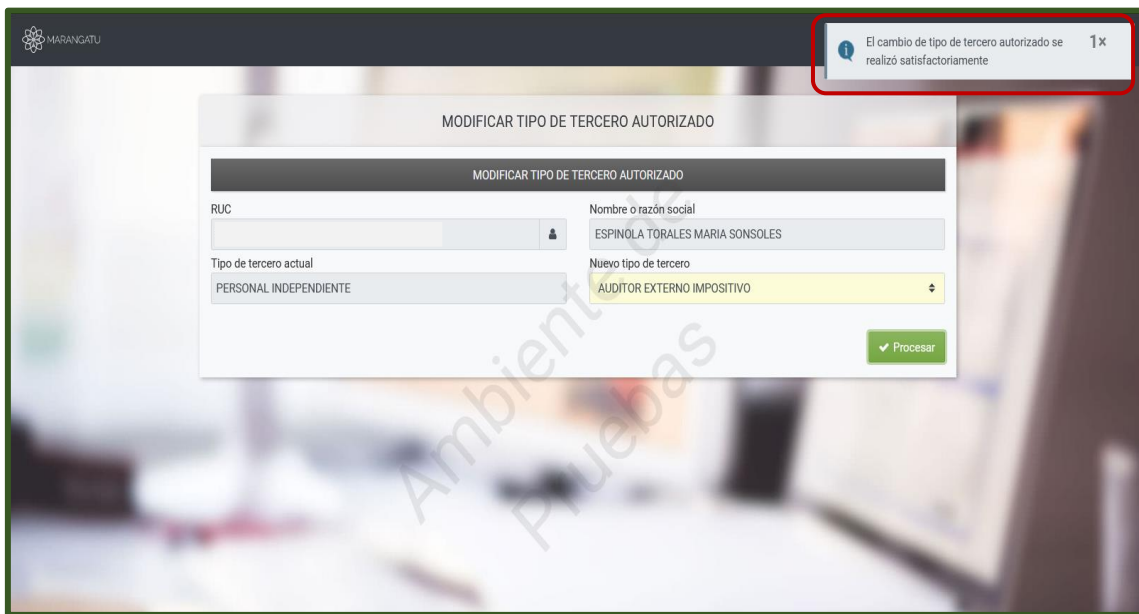 MARANGATU
El cambio de tipo de tercero autorizado se 1×
realizó satisfactoriamente
MODIFICAR TIPO DE TERCERO AUTORIZADO
MODIFICAR TIPO DE TERCERO AUTORIZADO
RUC
Nombre o razón social
ESPINOLA TORALES MARIA SONSOLES
Tipo de tercero actual
Nuevo tipo de tercero
PERSONAL INDEPENDIENTE
AUDITOR EXTERNO IMPOSITIVO
Procesar
Ambiente de
Pruebas